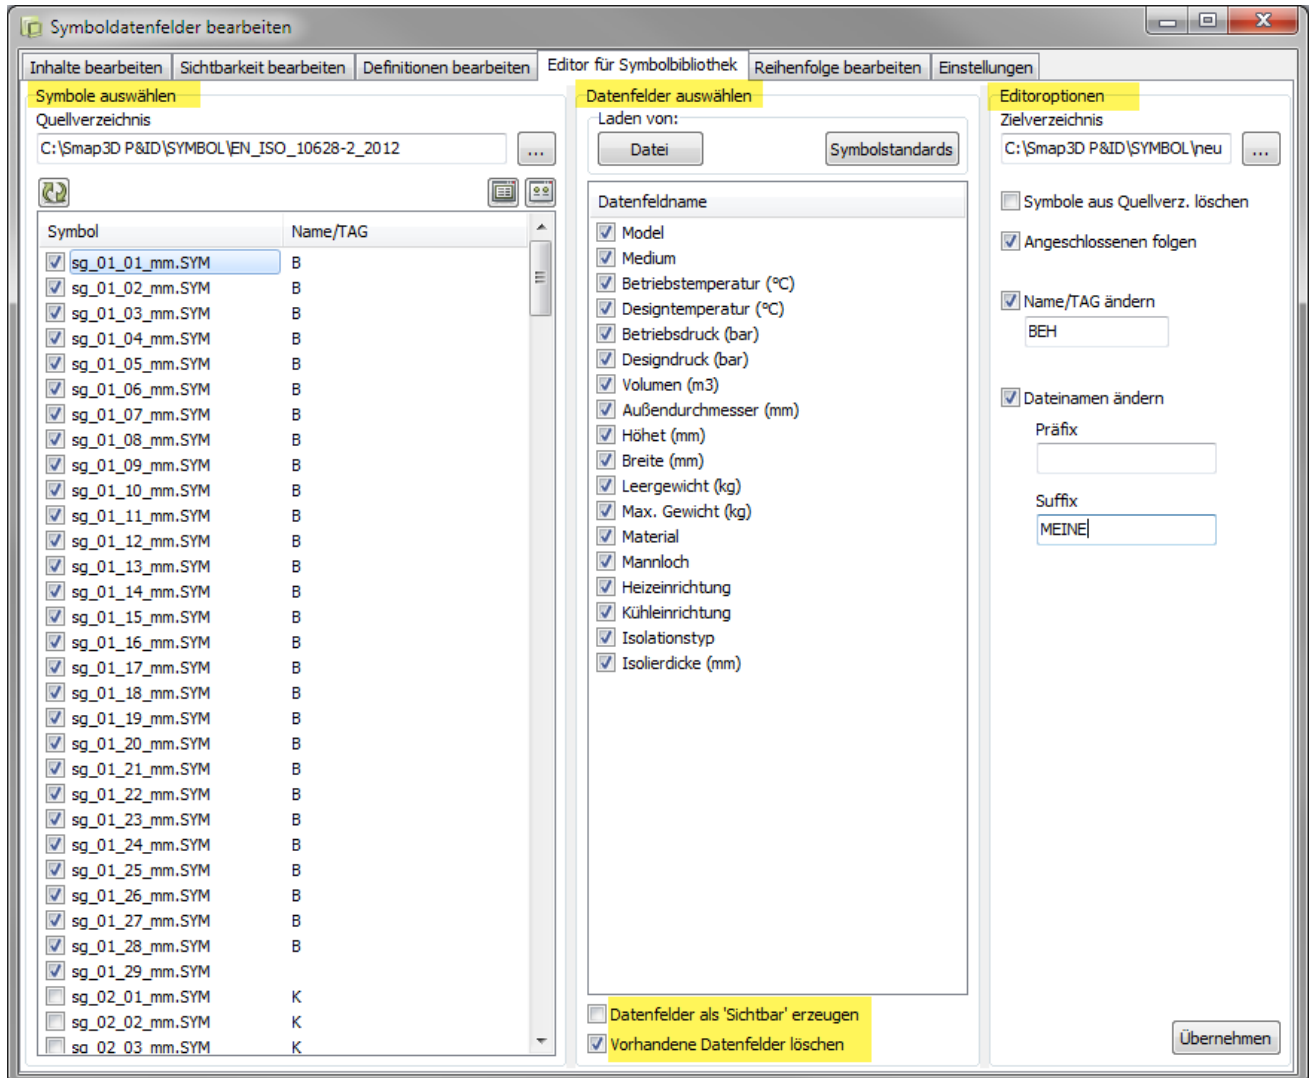 Symboldatenfelder bearbeiten
Inhalte bearbeiten
Sichtbarkeit bearbeiten
Definitionen bearbeiten
Editor für Symbolbibliothek
Reihenfolge bearbeiten
Einstellungen
Symbole auswählen
Quellverzeichnis
C:\Smap3D P&ID\SYMBOL\EN_ISO_10628-2_2012
...
Symbol Name/TAG
sg_01_01_mm.SYM B
sg_01_02_mm.SYM B
sg_01_03_mm.SYM B
sg_01_04_mm.SYM B
sg_01_05_mm.SYM B
sg_01_06_mm.SYM B
sg_01_07_mm.SYM B
sg_01_08_mm.SYM B
sg_01_09_mm.SYM B
sg_01_10_mm.SYM B
sg_01_11_mm.SYM B
sg_01_12_mm.SYM B
sg_01_13_mm.SYM B
sg_01_14_mm.SYM B
sg_01_15_mm.SYM B
sg_01_16_mm.SYM B
sg_01_17_mm.SYM B
sg_01_18_mm.SYM B
sg_01_19_mm.SYM B
sg_01_20_mm.SYM B
sg_01_21_mm.SYM B
sg_01_22_mm.SYM B
sg_01_23_mm.SYM B
sg_01_24_mm.SYM B
sg_01_25_mm.SYM B
sg_01_26_mm.SYM B
sg_01_27_mm.SYM B
sg_01_28_mm.SYM B
sg_01_29_mm.SYM
sg_02_01_mm.SYM K
sg_02_02_mm.SYM K
sg_02_03_mm.SYM K
Datenfelder auswählen
Laden von:
Datei
Symbolstandards
Datenfeldname
Model
Medium
Betriebstemperatur (°C)
Designtemperatur (°C)
Betriebsdruck (bar)
Designdruck (bar)
Volumen (m3)
Außendurchmesser (mm)
Höhet (mm)
Breite (mm)
Leergewicht (kg)
Max. Gewicht (kg)
Material
Mannloch
Heizeinrichtung
Kühleinrichtung
Isolationstyp
Isolierdicke (mm)
Datenfelder als 'Sichtbar' erzeugen
Vorhandene Datenfelder löschen
Editoroptionen
Zielverzeichnis
C:\Smap3D P&ID\SYMBOL\neu
...
Symbole aus Quellverz. löschen
Angeschlossenen folgen
Name/TAG ändern
BEH
Dateinamen ändern
Präfix
Suffix
MEINE
Übernehmen